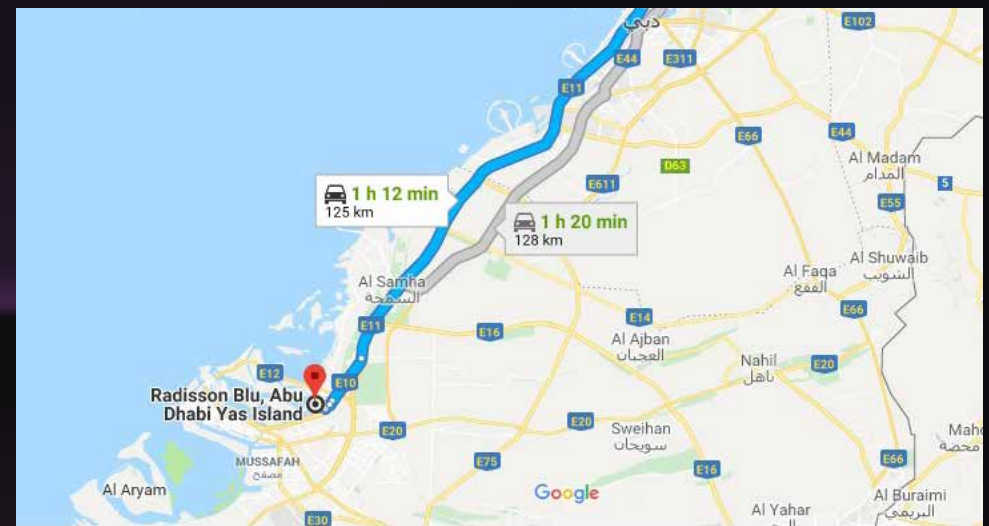 دبي
E102
E44
E311
E11
E66
E44
D63
Al Madam
المدام
5
E611
1 h 12 min
125 km
E55
1 h 20 min
128 km
Al Shuwaib
الشويب
Al Faqa
الفقع
Al Samha
السمحة
E66
E11
E16
E14
Al Ajban
العجبان
Nahil
ناهل
E20
E12
E10
Radisson Blu, Abu
Dhabi Yas Island
E20
E20
Sweihan
سويحان
محضة
MUSSAFAH
مصفح
E75
E16
E66
Al Aryam
Google
Al Buraimi
البريمي
Al Yahar
E30